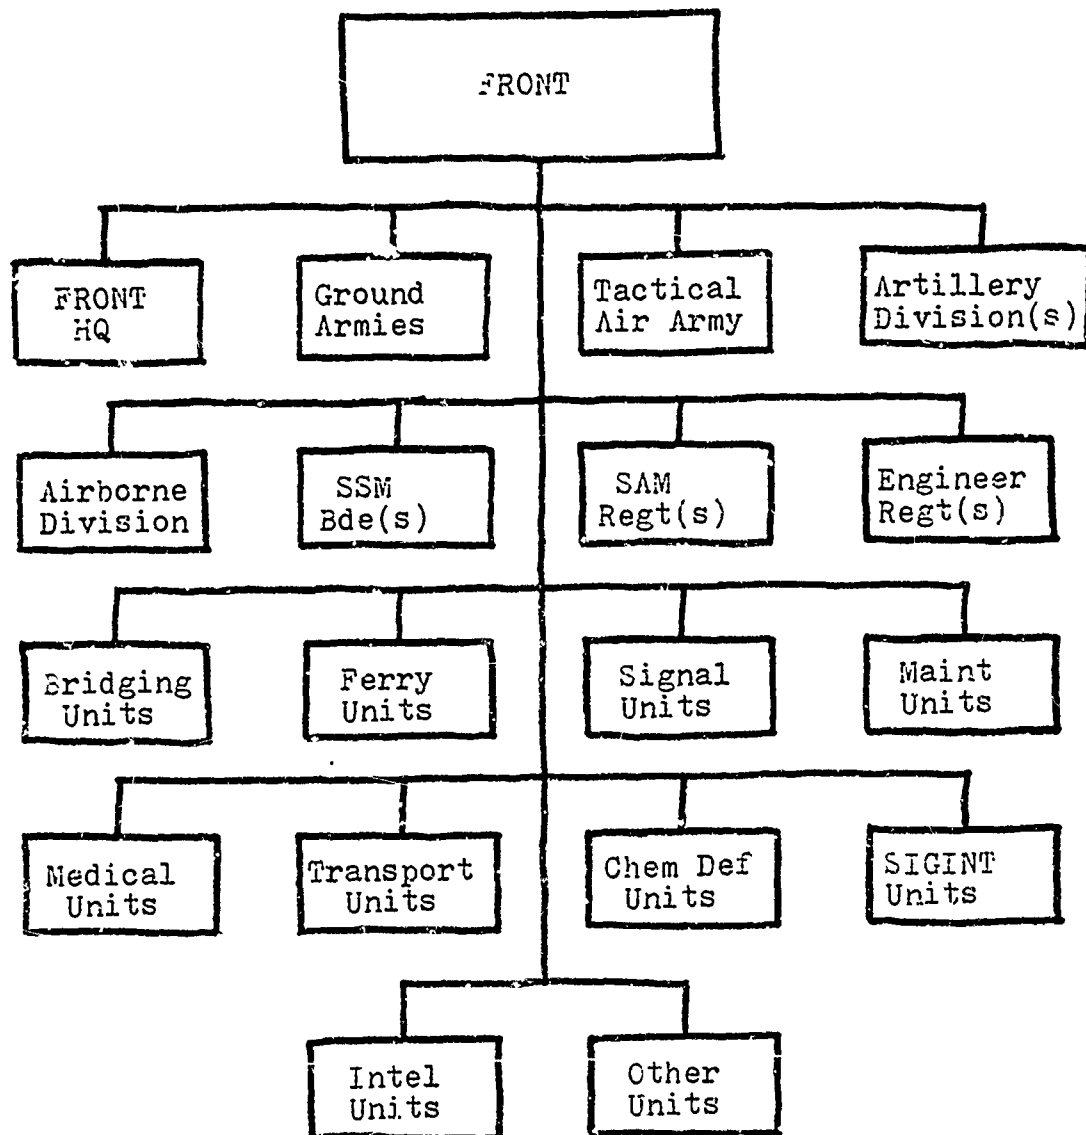 FRONT
FRONT
HQ
Ground
Armies
Tactical
Air Army
Artillery
Division(s)
Airborne
Division
SSM
Bde(s)
SAM
Regt(s)
Engineer
Regt(s)
Bridging
Units
Ferry
Units
Signal
Units
Maint
Units
Medical
Units
Transport
Units
Chem Def
Units
SIGINT
Units
Intel
Units
Other
Units